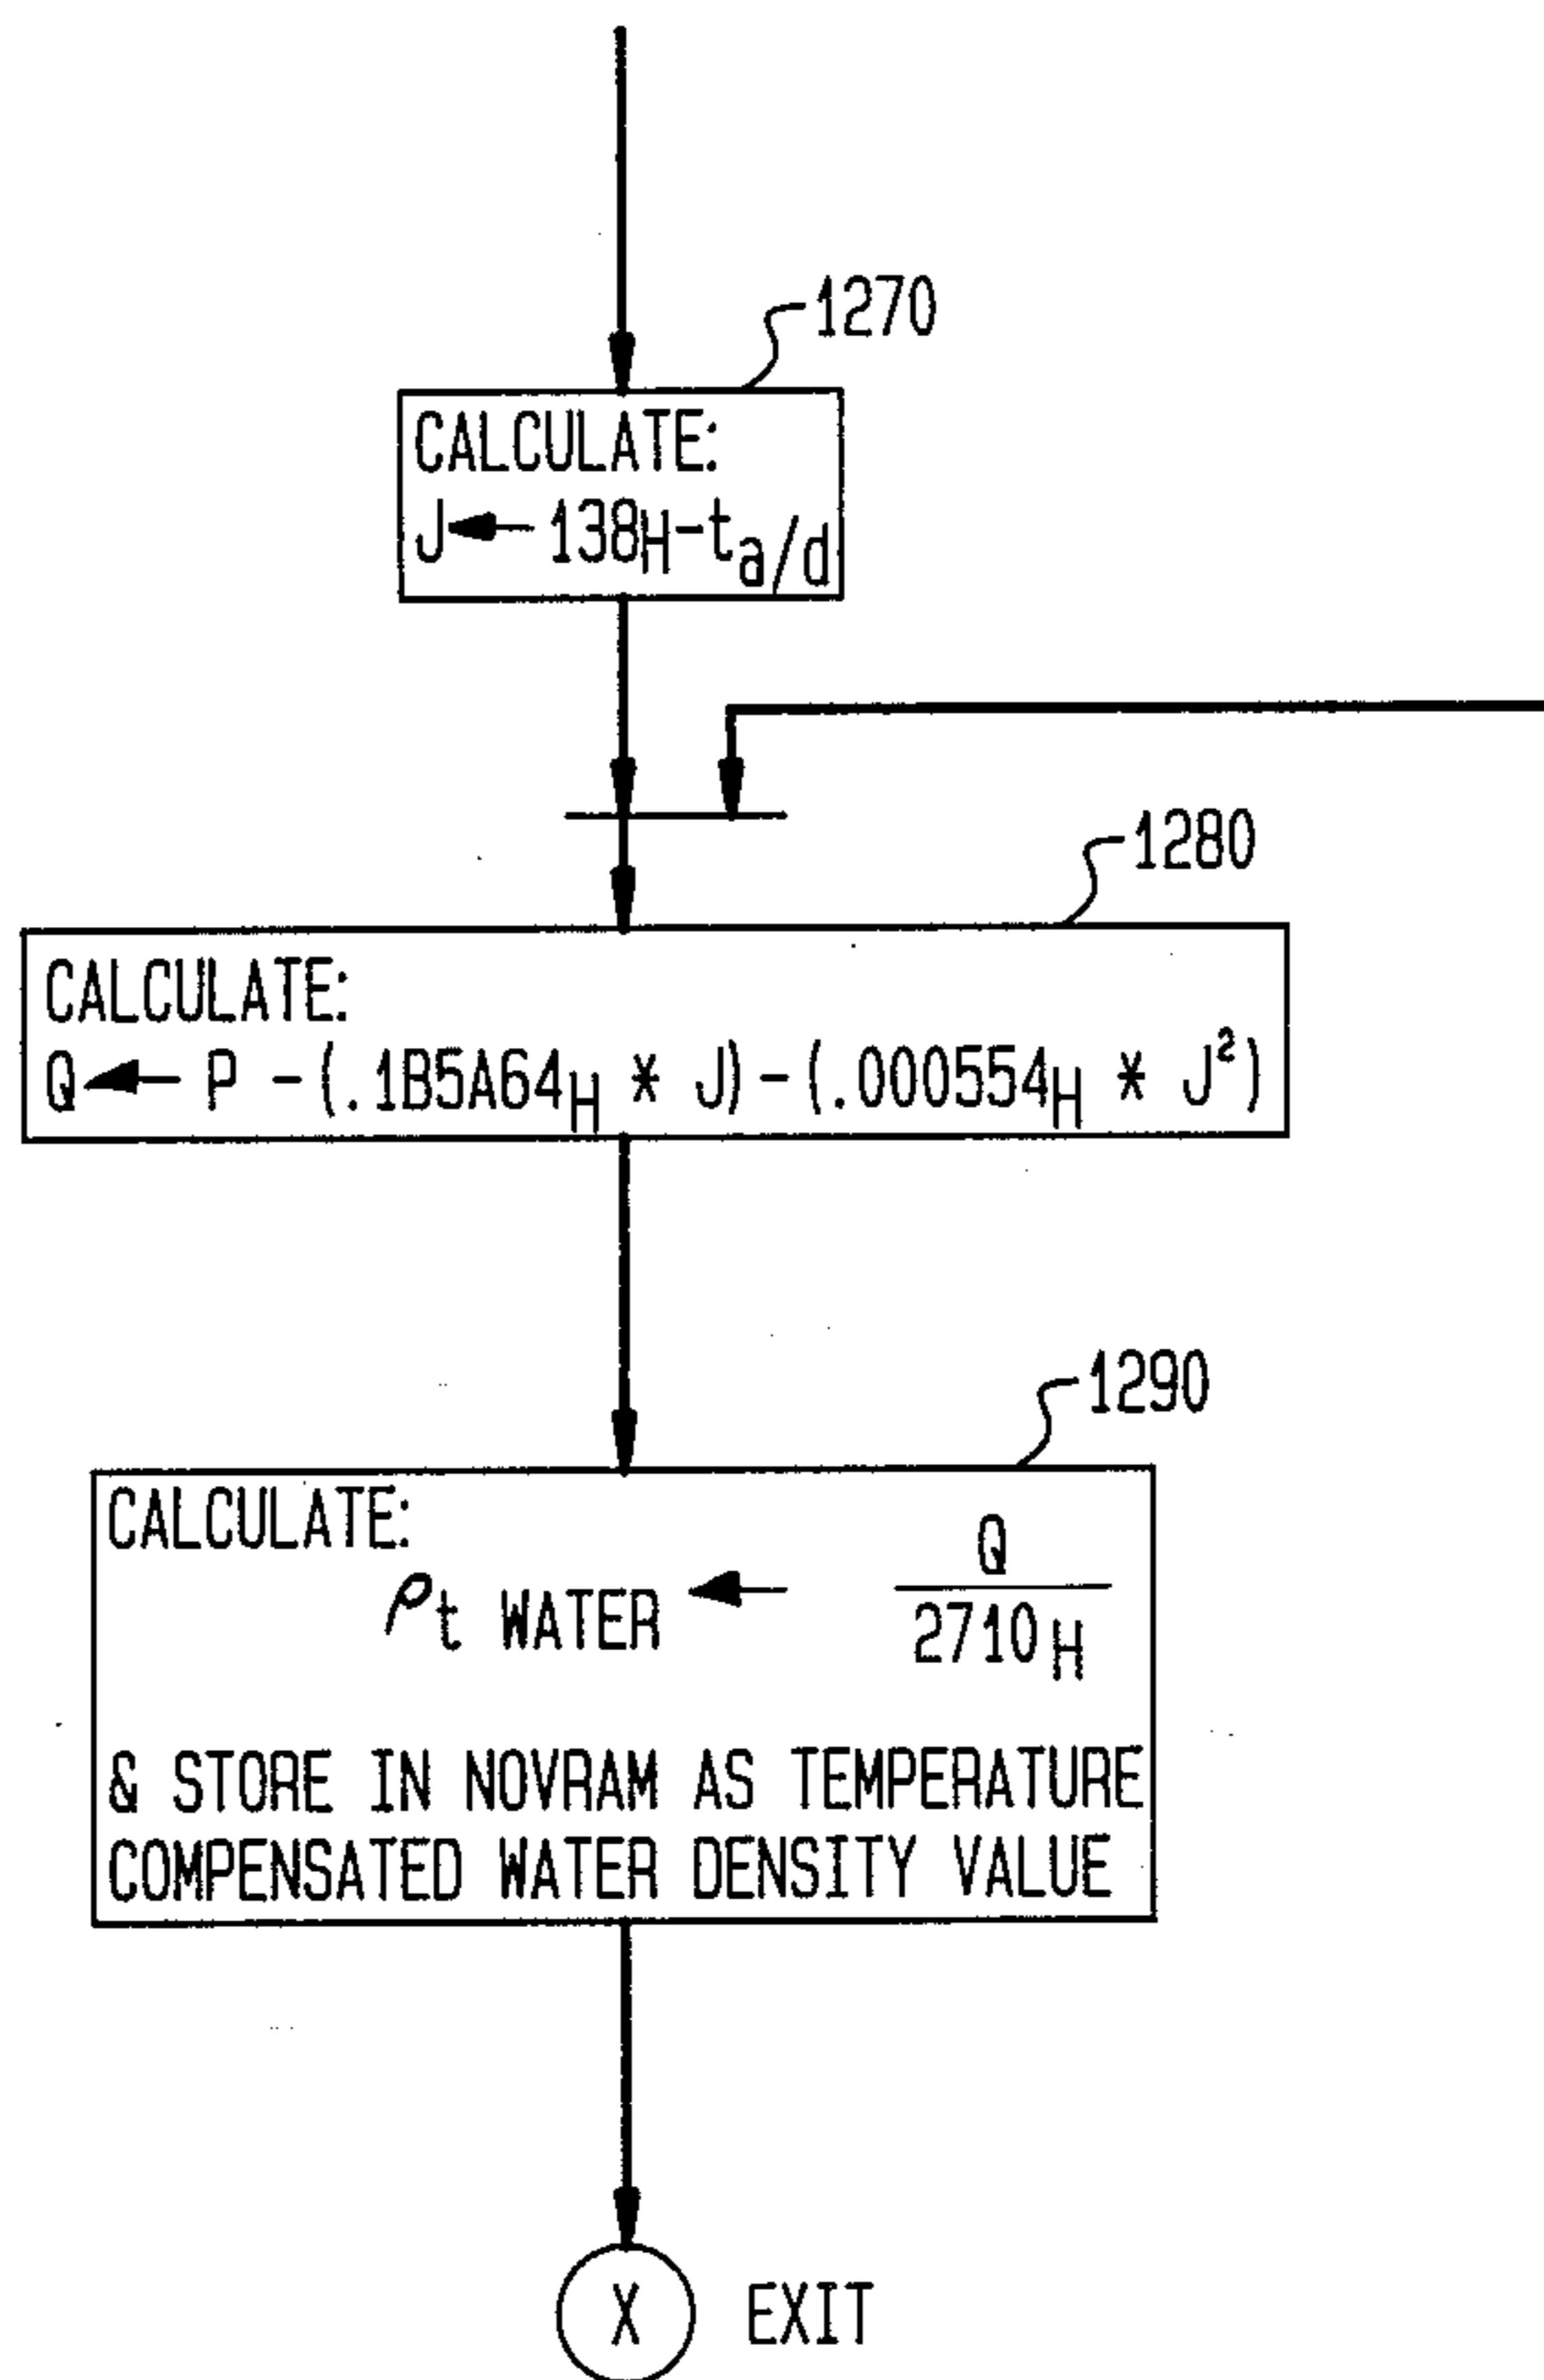 1270
CALCULATE:
J ← 138H-ta/d
1280
CALCULATE:
Q ← P - (.1B5A64H * J) - (.000554H * J²)
1290
CALCULATE:
ρt WATER ← Q
2710H
& STORE IN NOVRAM AS TEMPERATURE
COMPENSATED WATER DENSITY VALUE
X EXIT